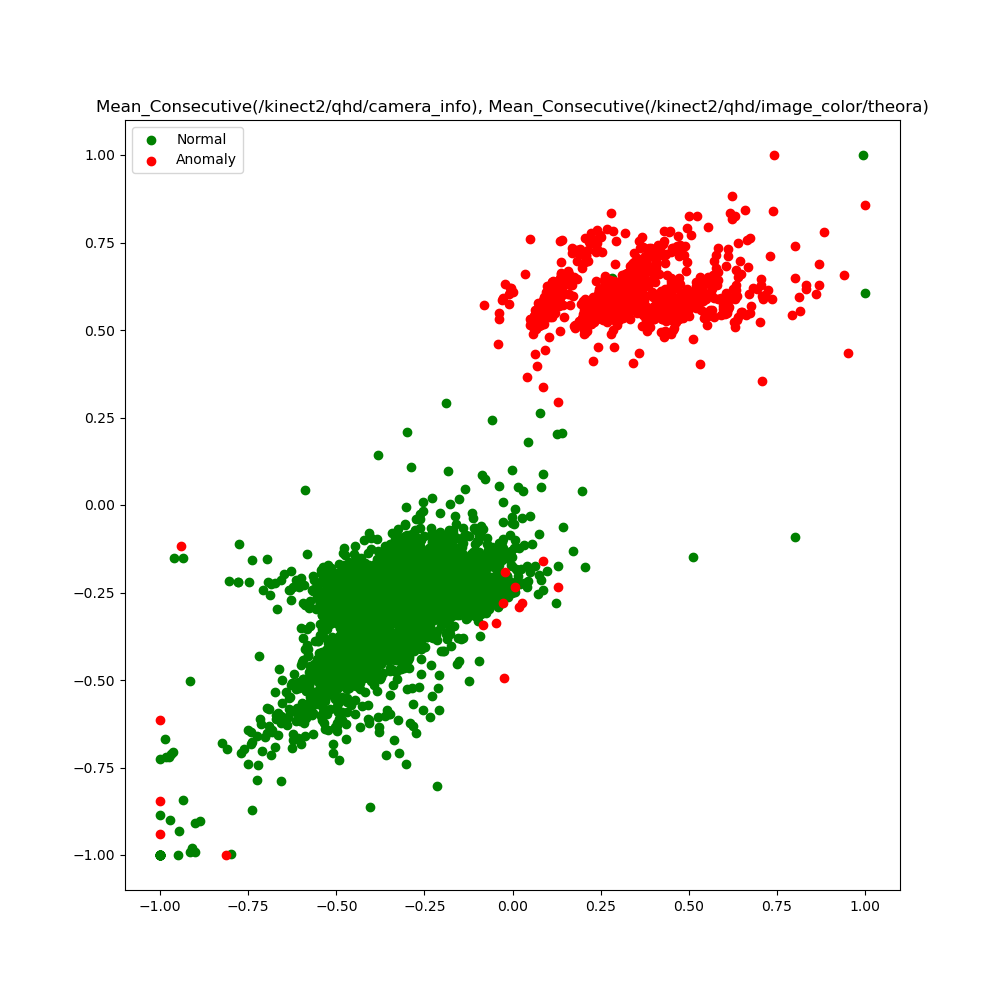 Mean_Consecutive(/kinect2/qhd/camera_info), Mean_Consecutive(/kinect2/qhd/image_color/theora)
Normal
Anomaly
1.00
0.75
0.50
0.25
0.00
−0.25
−0.50
−0.75
−1.00
−1.00 −0.75 −0.50 −0.25 0.00 0.25 0.50 0.75 1.00